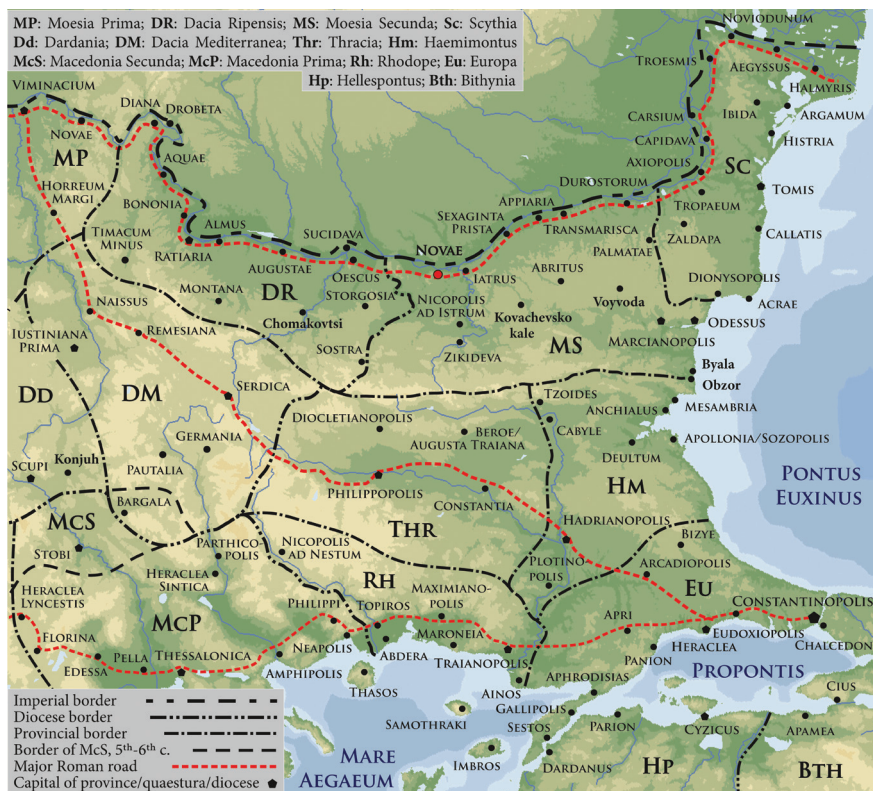 MP: Moesia Prima; DR: Dacia Ripensis; MS: Moesia Secunda; Sc: Scythia
Dd: Dardania; DM: Dacia Mediterranea; Thr: Thracia; Hm: Haemimontus
McS: Macedonia Secunda; McP: Macedonia Prima; Rh: Rhodope; Eu: Europa
Hp: Hellespontus; Bth: Bithynia
Noviodunum
Troesmis
Aegyssus
Halmyris
Viminacium
Diana
Drobeta
Ibida
Argamum
Novae
Carsium
Histria
Capidava
MP
Aquae
Axiopolis
Sc
Durostorum
Tomis
Horreum
Margi
Bononia
Appiaria
Sexaginta
Prista
Tropaeum
Almus
Sucidava
Transmarisca
Zaldapa
Callatis
Timacum
Minus
Ratiaria
Novae
Palmatae
Augustae
Oescus
Iatrus
Abritus
Dionysopolis
Montana
DR
Storgosia
Nicopolis
ad Istrum
Voyvoda
Acrae
Naissus
Chomakovtsi
Kovachevsko
kale
Odessus
Remesiana
Marcianopolis
Iustiniana
Prima
Sostra
Zikideva
MS
Byala
Obzor
Dd
DM
Serdica
Tzoides
Mesambria
Diocletianopolis
Anchialus
Germania
Beroe/
Augusta Traiana
Cabyle
Apollonia/Sozopolis
Scupi
Konjuh
Pautalia
Deultum
Pontus
Euxinus
Philippopolis
Hm
Bargala
Constantia
McS
Thr
Hadrianopolis
Stobi
Parthico-
polis
Nicopolis
ad Nestum
Bizye
Plotino
polis
Arcadiopolis
Heraclea
Lyncestis
Heraclea
Sintica
Rh
Maximiano-
polis
Eu
Philippi
Topiros
Constantinopolis
McP
Apri
Florina
Thessalonica
Neapolis
Maroneia
Eudoxiopolis
Pella
Abdera
Traianopolis
Heraclea
Chalcedon
Edessa
Amphipolis
Panion
Propontis
Thasos
Ainos
Aphrodisias
Cius
Gallipolis
Samothraki
Sestos
Parion
Cyzicus
Apamea
Mare
Aegaeum
Imbros
Dardanus
Hp
Bth
Imperial border
Diocese border
Provincial border
Border of McS, 5th-6th c.
Major Roman road
Capital of province/quaestura/diocese